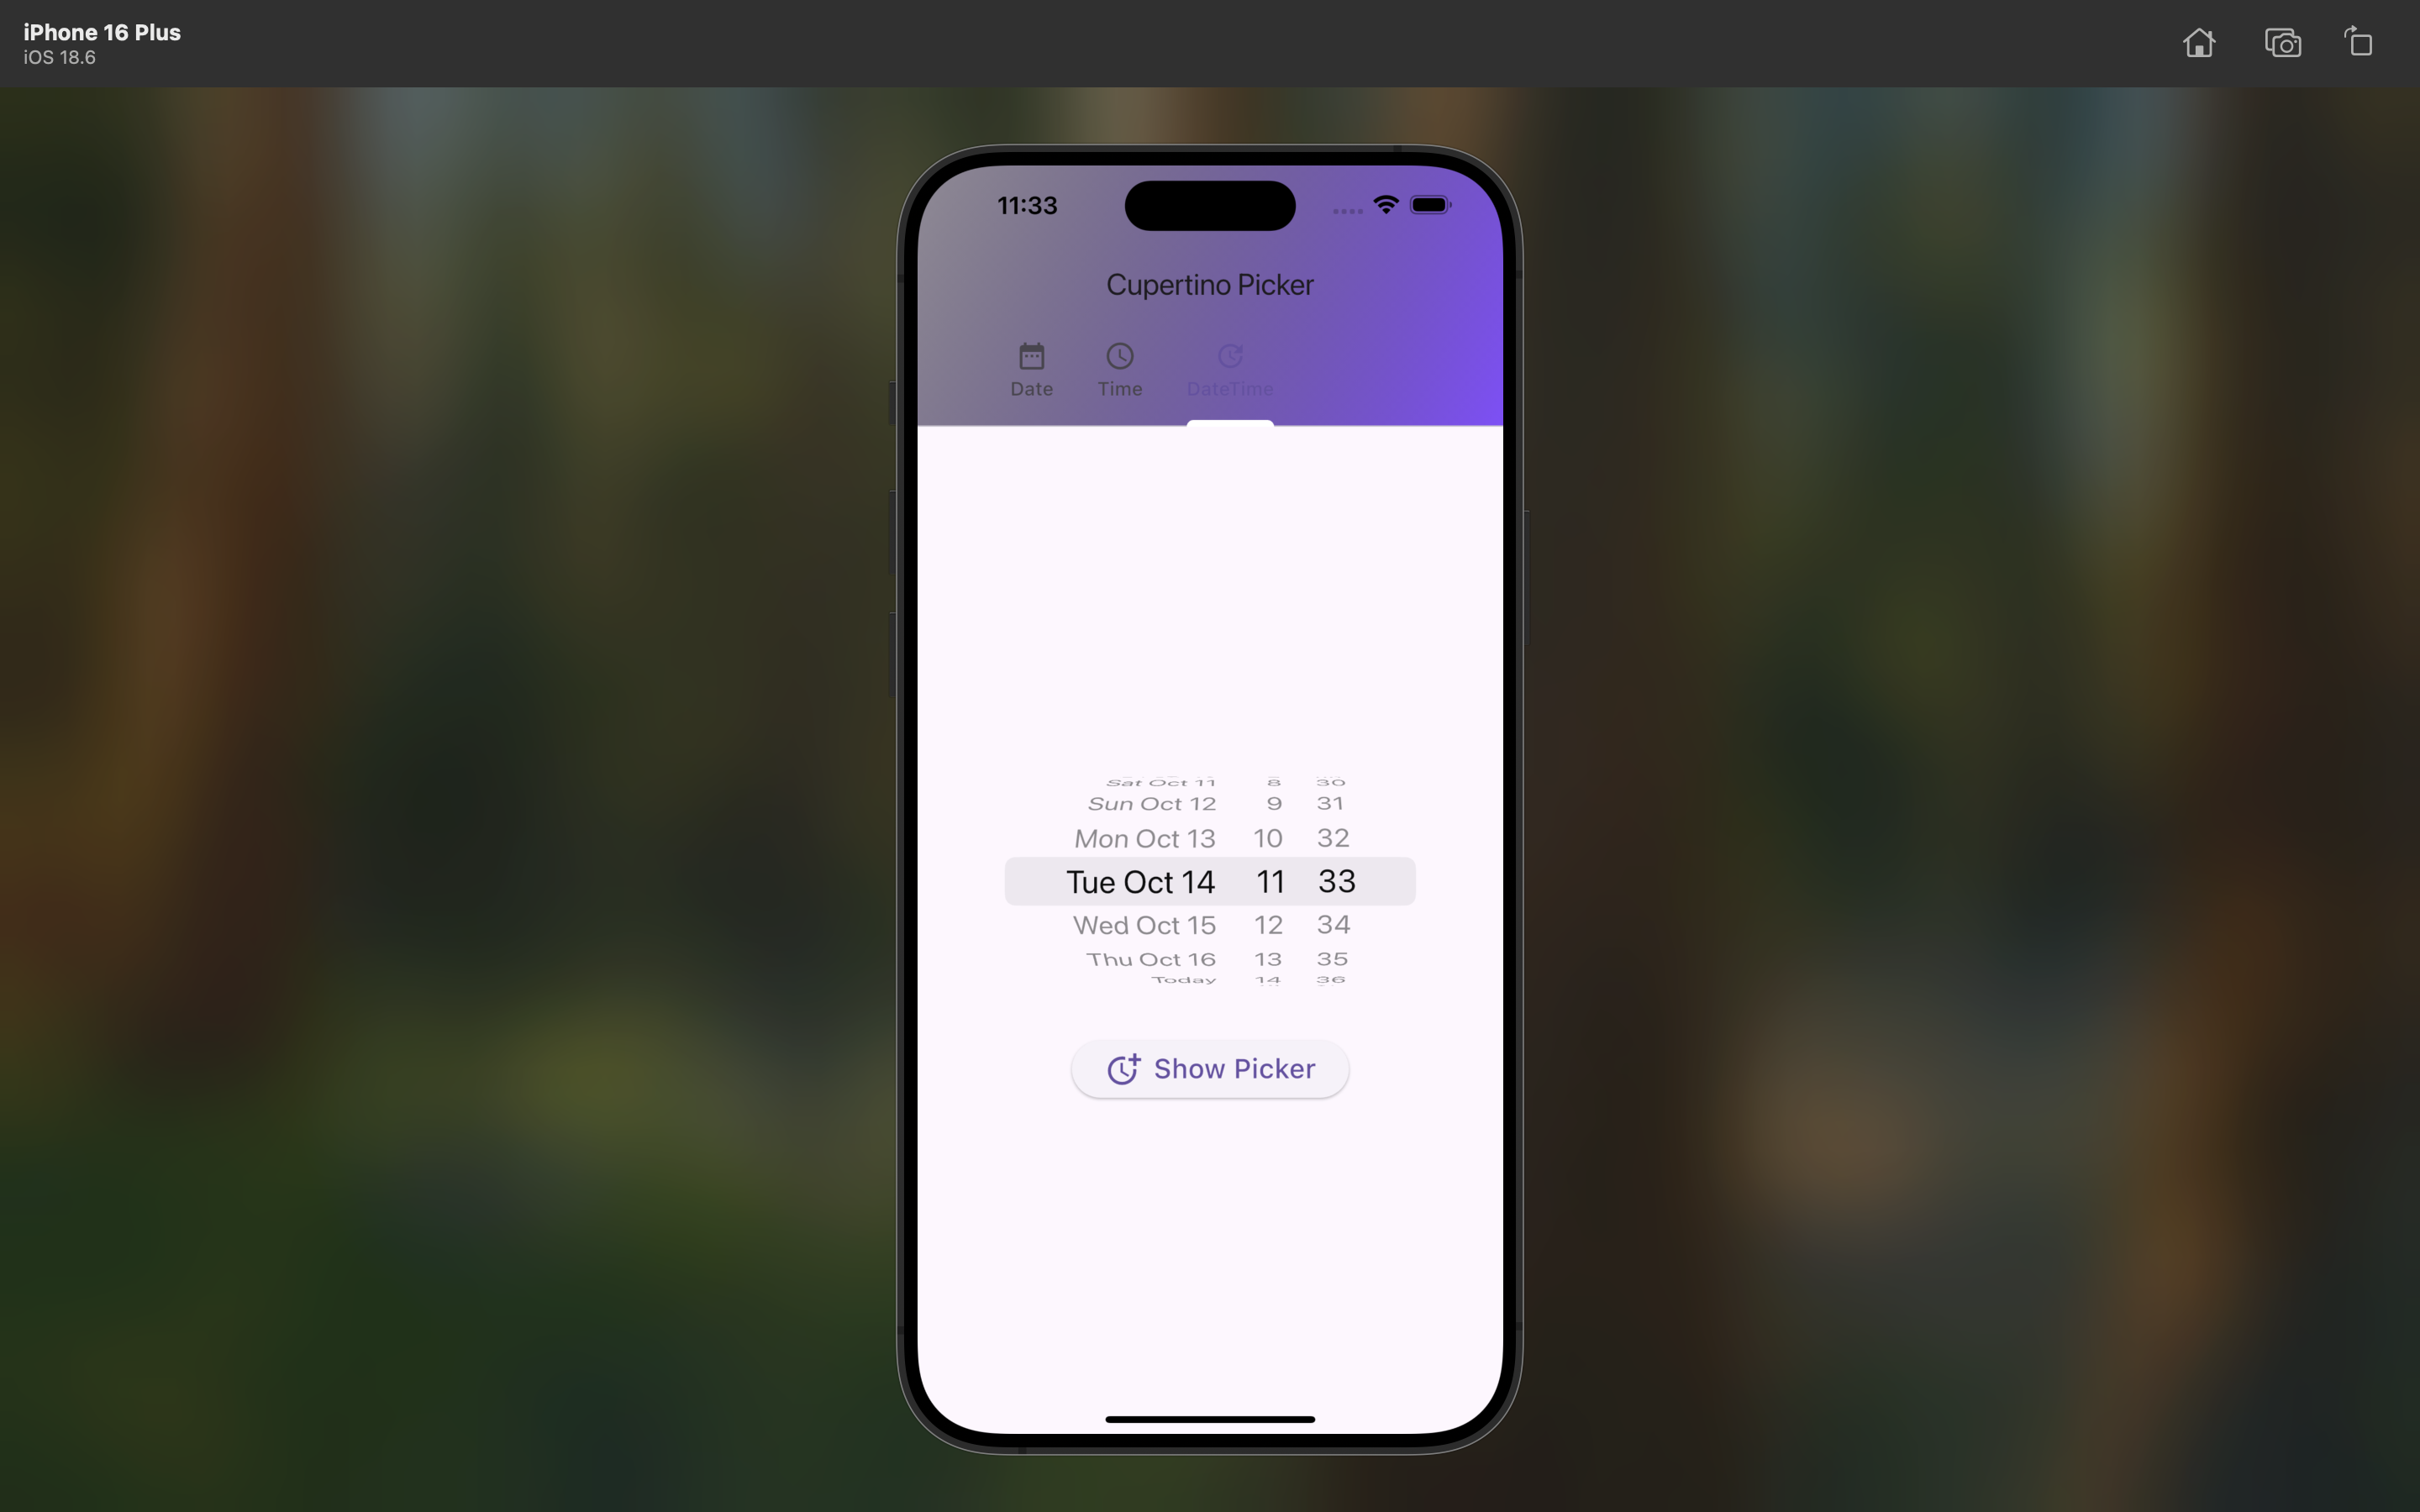 iPhone 16 Plus
iOS 18.6
11:33
Cupertino Picker
Date Time DateTime
Sat Oct 11 8 30
Sun Oct 12 9 31
Mon Oct 13 10 32
Tue Oct 14 11 33
Wed Oct 15 12 34
Thu Oct 16 13 35
Today 14 36
Show Picker